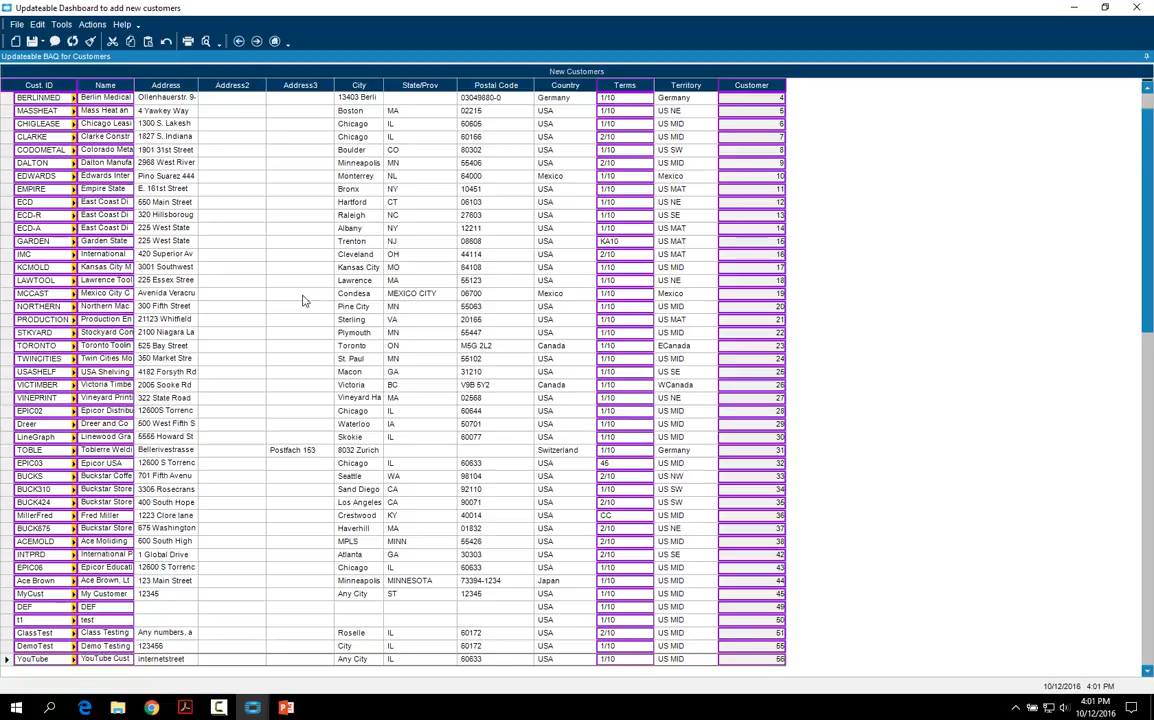 Updateable Dashboard to add new customers
File Edit Tools Actions Help
Updateable BAQ for Customers
New Customers
Cust. ID Name Address Address2 Address3 City State/Prov Postal Code Country Terms Territory Customer
BERLINMED Berlin Medical Ollenhauerstr. 9- 13403 Berli 03049880-0 Germany 1/10 Germany 4
MASSHEAT Mass Heat an 4 Yawkey Way Boston MA 02215 USA 1/10 US NE 5
CHIGLEASE Chicago Leasi 1300 S. Lakesh Chicago IL 60605 USA 1/10 US MID 6
CLARKE Clarke Constr 1827 S. Indiana Chicago IL 60166 USA 2/10 US MID 7
CODOMETAL Colorado Meta 1901 31st Street Boulder CO 80302 USA 1/10 US SW 8
DALTON Dalton Manufa 2968 West River Minneapolis MN 55406 USA 2/10 US MID 9
EDWARDS Edwards Inter Pino Suarez 444 Monterrey NL 64000 Mexico 1/10 Mexico 10
EMPIRE Empire State E. 161st Street Bronx NY 10451 USA 1/10 US MAT 11
ECD East Coast Di 550 Main Street Hartford CT 06103 USA 1/10 US NE 12
ECD-R East Coast Di 320 Hillsboroug Raleigh NC 27603 USA 1/10 US SE 13
ECD-A East Coast Di 225 West State Albany NY 12211 USA 1/10 US MAT 14
GARDEN Garden State 225 West State Trenton NJ 08608 USA KA10 US MAT 15
IMC International 420 Superior Av Cleveland OH 44114 USA 2/10 US MAT 16
KCMOLD Kansas City M 3001 Southwest Kansas City MO 64108 USA 1/10 US MID 17
LAWTOOL Lawrence Tool 225 Essex Stree Lawrence MA 55123 USA 1/10 US NE 18
MCCAST Mexico City C Avenida Veracru Condesa MEXICO CITY 06700 Mexico 1/10 Mexico 19
NORTHERN Northern Mac 300 Fifth Street Pine City MN 55063 USA 1/10 US MID 20
PRODUCTION Production En 21123 Whitfield Sterling VA 20165 USA 1/10 US MAT 21
STKYARD Stockyard Con 2100 Niagara La Plymouth MN 55447 USA 1/10 US MID 22
TORONTO Toronto Toolin 525 Bay Street Toronto ON M5G 2L2 Canada 1/10 ECanada 23
TWINCITIES Twin Cities Mo 350 Market Stre St. Paul MN 55102 USA 1/10 US MID 24
USASHELF USA Shelving 4182 Forsyth Rd Macon GA 31210 USA 1/10 US SE 25
VICTIMBER Victoria Timbe 2005 Sooke Rd Victoria BC V9B 5Y2 Canada 1/10 WCanada 26
VINEPRINT Vineyard Printi 322 State Road Vineyard Ha MA 02568 USA 1/10 US NE 27
EPIC02 Epicor Distribu 12600S Torrenc Chicago IL 60644 USA 1/10 US MID 28
Dreer Dreer and Co 500 West Fifth S Waterloo IA 50701 USA 1/10 US MID 29
LineGraph Linewood Gra 5555 Howard St Skokie IL 60077 USA 1/10 US MID 30
TOBLE Toblerre Weldi Bellerivestrasse Postfach 153 8032 Zurich Switzerland 1/10 Germany 31
EPIC03 Epicor USA 12600 S Torrenc Chicago IL 60633 USA 45 US MID 32
BUCKS Buckstar Coffe 701 Fifth Avenu Seattle WA 98104 USA 2/10 US NW 33
BUCK310 Buckstar Store 3305 Rosecrans Sand Diego CA 92110 USA 2/10 US SW 34
BUCK424 Buckstar Store 400 South Hope Los Angeles CA 90071 USA 2/10 US SW 35
MillerFred Fred Miller 1223 Clore lane Crestwood KY 40014 USA CC US MID 36
BUCK675 Buckstar Store 675 Washington Haverhill MA 01832 USA 2/10 US NE 37
ACEMOLD Ace Moliding 600 South High MPLS MINN 55426 USA 2/10 US MID 38
INTPRD International P 1 Global Drive Atlanta GA 30303 USA 2/10 US SE 42
EPIC06 Epicor Educati 12600 S Torrenc Chicago IL 60633 USA 1/10 US MID 43
Ace Brown Ace Brown, Lt 123 Main Street Minneapolis MINNESOTA 73394-1234 Japan 1/10 US MID 44
MyCust My Customer 12345 Any City ST 12345 USA 1/10 US MID 45
DEF DEF USA 1/10 US MID 49
t1 test USA 1/10 US MID 50
ClassTest Class Testing Any numbers, a Roselle IL 60172 USA 2/10 US MID 51
DemoTest Demo Testing 123456 City IL 60172 USA 1/10 US MID 55
YouTube YouTube Cust internetstreet Any City IL 60633 USA 1/10 US MID 56
10/12/2016 4:01 PM
4:01 PM
10/12/2016